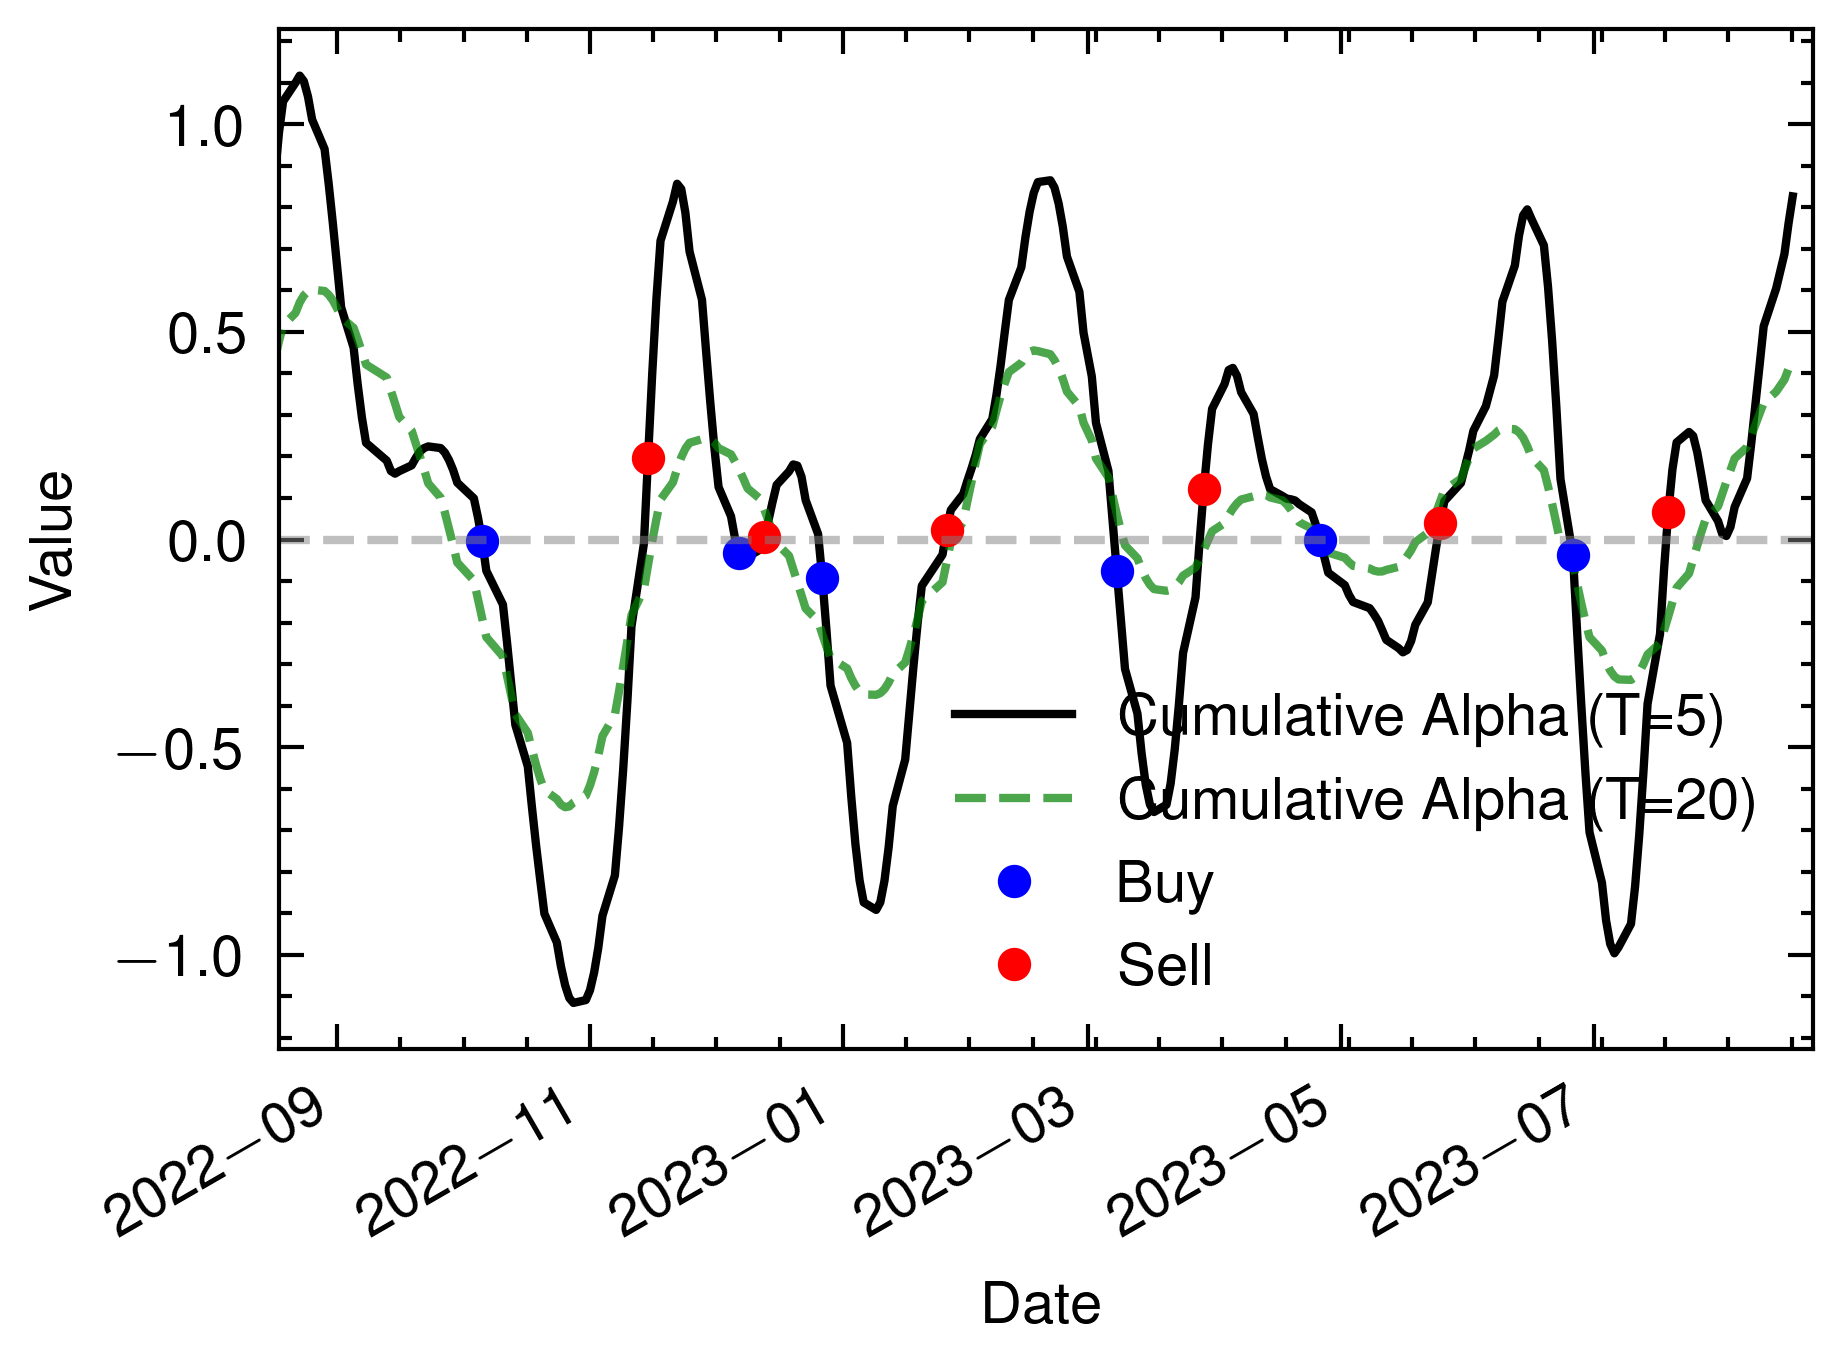 1.0
0.5
0.0
−0.5
−1.0
Value
Cumulative Alpha (T=5)
Cumulative Alpha (T=20)
Buy
Sell
2022−09
2022−11
2023−01
2023−03
2023−05
2023−07
Date